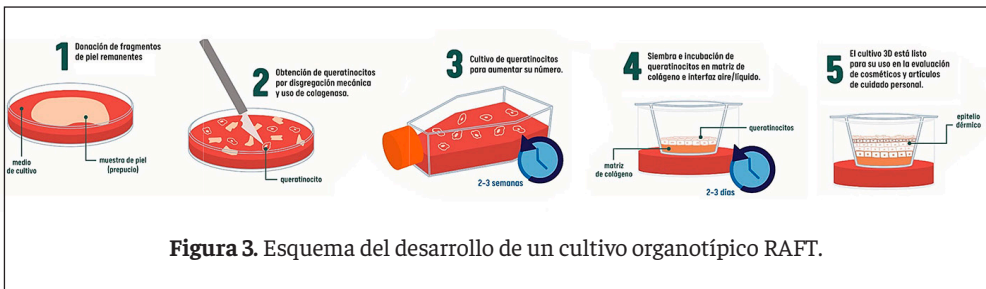 1
Donación de fragmentos
de piel remanentes
medio
de cultivo
muestra de piel
(prepucio)
2
Obtención de queratinocitos
por disgregación mecánica
y uso de colagenasa.
queratinocito
3
Cultivo de queratinocitos
para aumentar su número.
2-3 semanas
4
Siembra e incubación de
queratinocitos en matriz de
colágeno e interfaz aire/líquido.
queratinocitos
matriz
de colágeno
2-3 días
5
El cultivo 3D está listo
para su uso en la evaluación
de cosméticos y artículos
de cuidado personal.
epitelio
dérmico
Figura 3. Esquema del desarrollo de un cultivo organotípico RAFT.